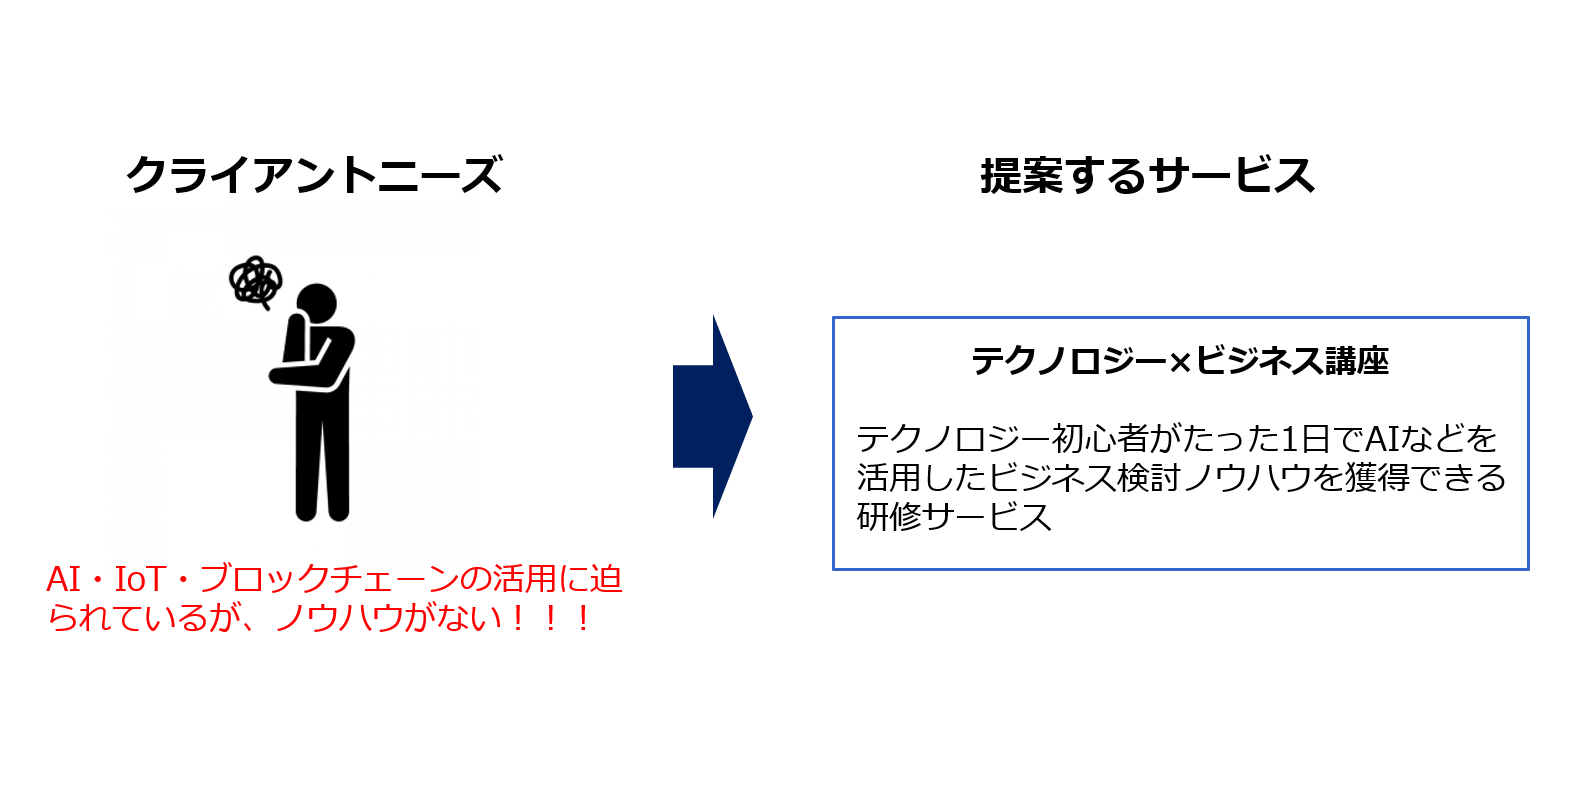 クライアントニーズ
提案するサービス
AI・IoT・ブロックチェーンの活用に迫
られているが、ノウハウがない！！！
テクノロジー×ビジネス講座
テクノロジー初心者がたった1日でAIなどを
活用したビジネス検討ノウハウを獲得できる
研修サービス